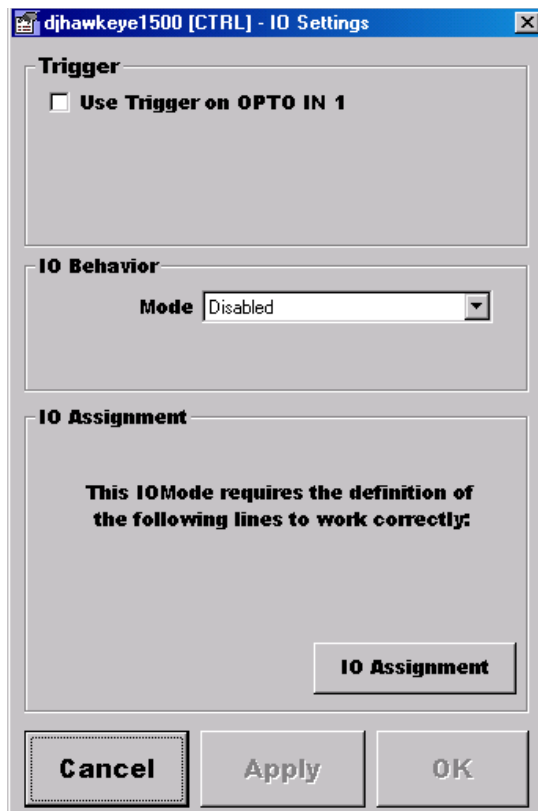 djhawkeye1500 [CTRL] - IO Settings
Trigger
Use Trigger on OPTO IN 1
IO Behavior
Mode Disabled
IO Assignment
This IOMode requires the definition of
the following lines to work correctly:
IO Assignment
Cancel Apply OK